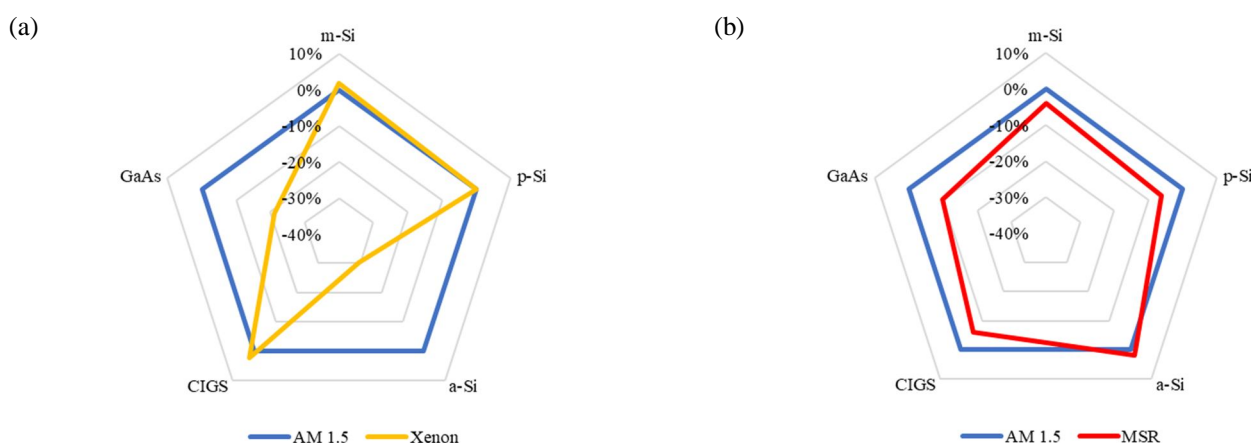 (a)
m-Si
10%
0%
-10%
-20%
-30%
-40%
GaAs
p-Si
CIGS
a-Si
AM 1.5 Xenon
(b)
m-Si
10%
0%
-10%
-20%
-30%
-40%
GaAs
p-Si
CIGS
a-Si
AM 1.5 MSR